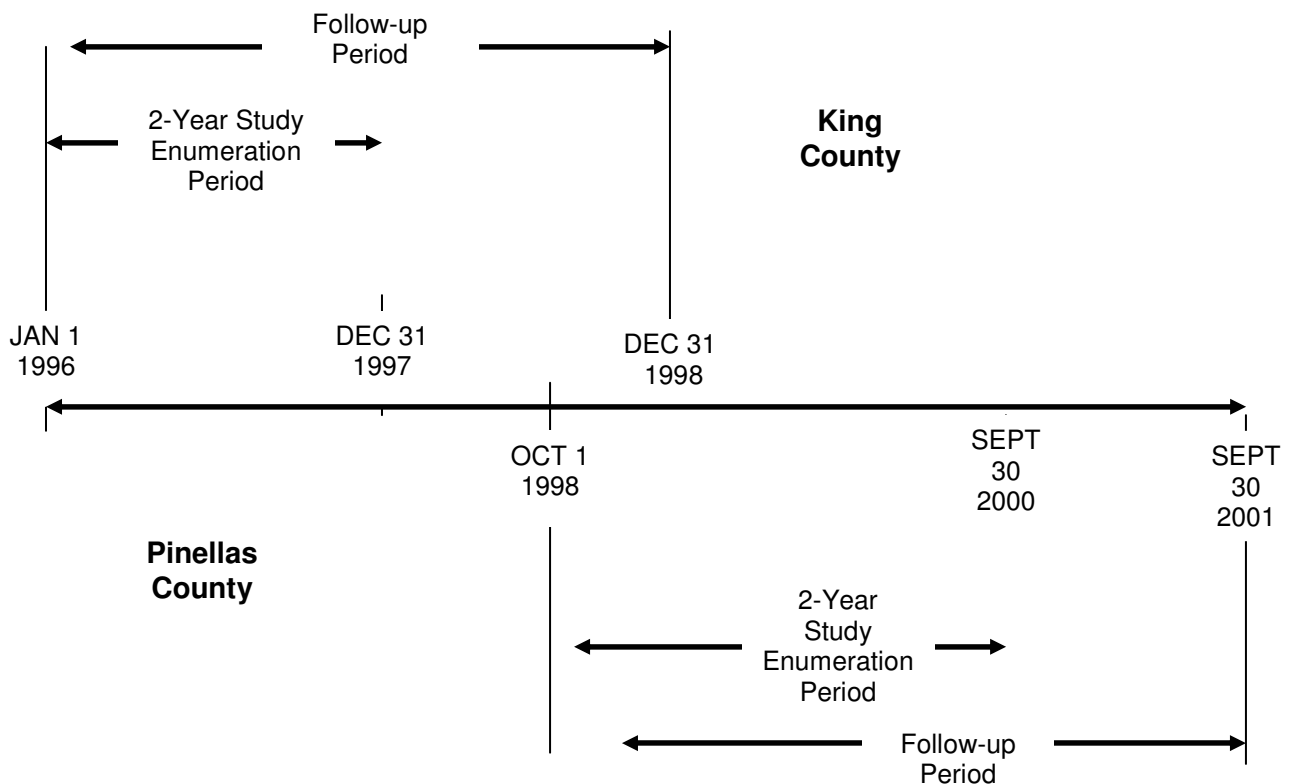 Follow-up
Period
2-Year Study
Enumeration
Period
King
County
JAN 1
1996
DEC 31
1997
DEC 31
1998
OCT 1
1998
SEPT
30
2000
SEPT
30
2001
Pinellas
County
2-Year
Study
Enumeration
Period
Follow-up
Period